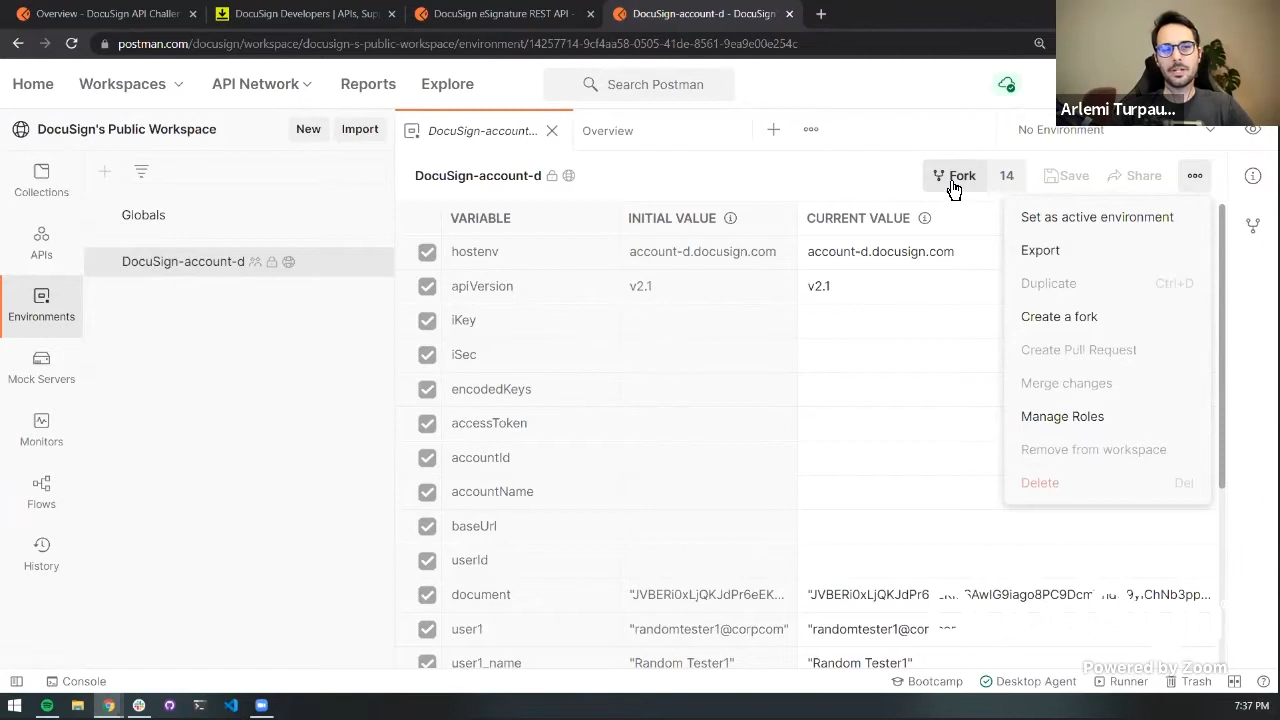 DocuSign API Challer
DocuSign Developers | APIs, Sup
DocuSign eSignature REST API -
DocuSign-account-d - DocuSign
postman.com/docusign/workspace/docusign-s-public-workspace/environment/14257714-9cf4aa58-0505-41de-8561-9ea9e00e254c
Arlemi Turpau...
Home
Workspaces
API Network
Reports
Explore
Search Postman
DocuSign's Public Workspace
New
Import
DocuSign-account...
Overview
No Environment
Collections
APIs
Environments
Mock Servers
Monitors
Flows
History
Globals
DocuSign-account-d
DocuSign-account-d
Fork
14
Save
Share
VARIABLE INITIAL VALUE CURRENT VALUE
hostenv account-d.docusign.com account-d.docusign.com
apiVersion v2.1 v2.1
iKey
iSec
encodedKeys
accessToken
accountId
accountName
baseUrl
userId
document "JVBERi0xLjQKJdPr6eEK... "JVBERi0xLjQKJdPr6
user1 "randomtester1@corpcom" "randomtester1@cor
user1_name "Random Tester1" "Random Tester1"
Set as active environment
Export
Duplicate Ctrl+D
Create a fork
Create Pull Request
Merge changes
Manage Roles
Remove from workspace
Delete Del
Powered by Zoom
Console
Bootcamp
Desktop Agent
Runner
Trash
7:37 PM